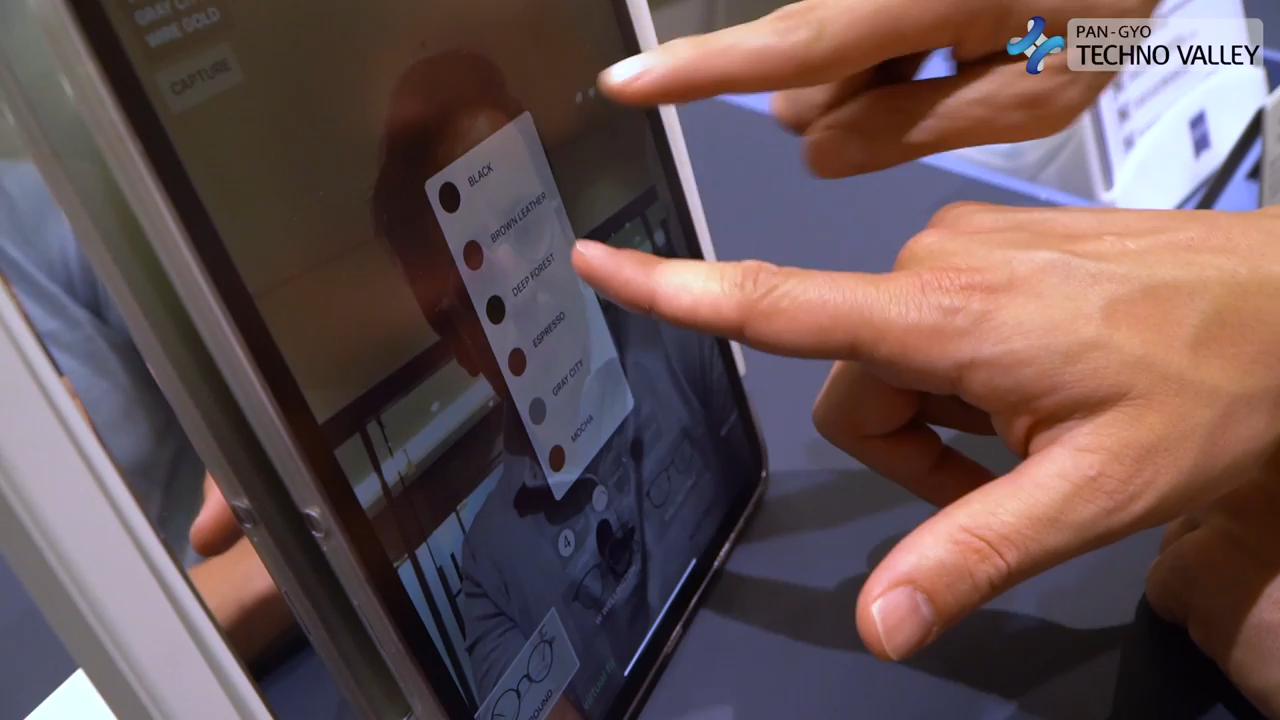 PAN-GYO
TECHNO VALLEY
GRAY CITY
WIRE GOLD
CAPTURE
BLACK
BROWN LEATHER
DEEP FOREST
ESPRESSO
GRAY CITY
MOCHA
4